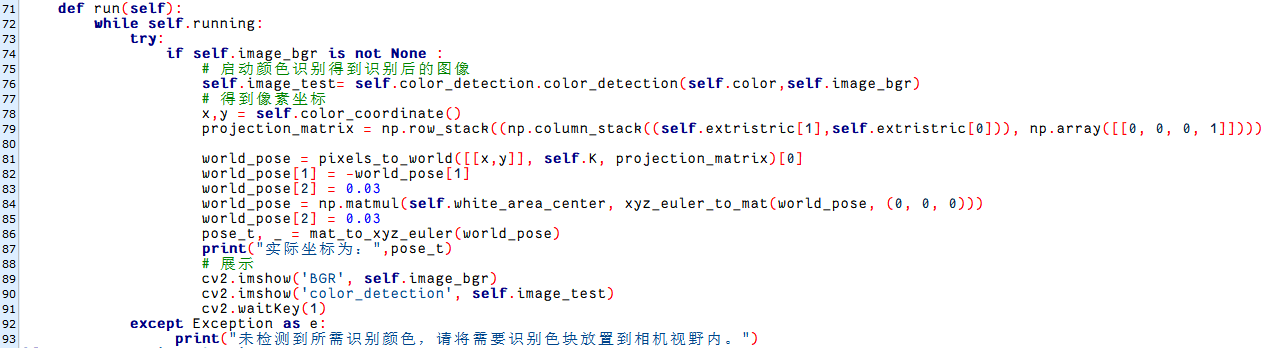 71 def run(self):
72 while self.running:
73 try:
74 if self.image_bgr is not None :
75 # 启动颜色识别得到识别后的图像
76 self.image_test= self.color_detection.color_detection(self.color,self.image_bgr)
77 # 得到像素坐标
78 x,y = self.color_coordinate()
79 projection_matrix = np.row_stack((np.column_stack((self.extristric[1],self.extristric[0])), np.array([[0, 0, 0, 1]])))
80
81 world_pose = pixels_to_world([[x,y]], self.K, projection_matrix)[0]
82 world_pose[1] = -world_pose[1]
83 world_pose[2] = 0.03
84 world_pose = np.matmul(self.white_area_center, xyz_euler_to_mat(world_pose, (0, 0, 0)))
85 world_pose[2] = 0.03
86 pose_t, _ = mat_to_xyz_euler(world_pose)
87 print("实际坐标为：",pose_t)
88 # 展示
89 cv2.imshow('BGR', self.image_bgr)
90 cv2.imshow('color_detection', self.image_test)
91 cv2.waitKey(1)
92 except Exception as e:
93 print("未检测到所需识别颜色，请将需要识别色块放置到相机视野内。")